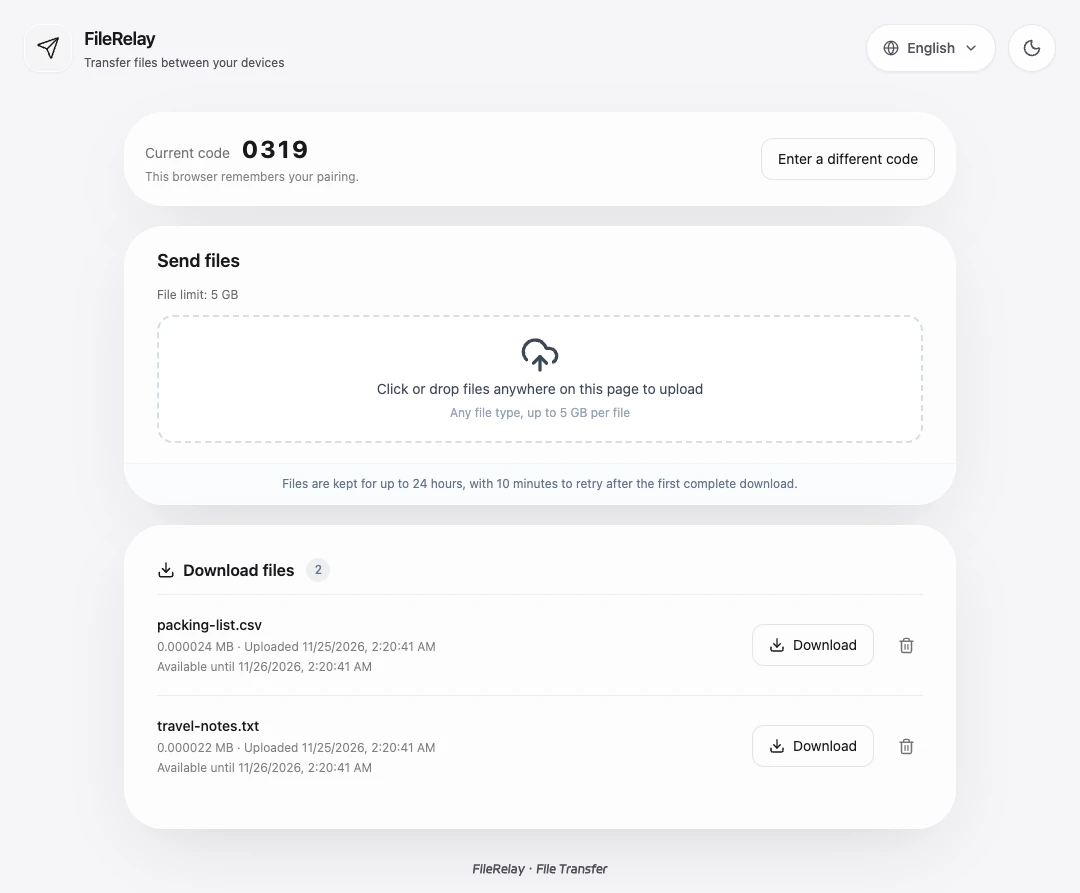 FileRelay
Transfer files between your devices
English
Current code 0319
This browser remembers your pairing.
Enter a different code
Send files
File limit: 5 GB
Click or drop files anywhere on this page to upload
Any file type, up to 5 GB per file
Files are kept for up to 24 hours, with 10 minutes to retry after the first complete download.
Download files 2
packing-list.csv
0.000024 MB · Uploaded 11/25/2026, 2:20:41 AM
Available until 11/26/2026, 2:20:41 AM
Download
travel-notes.txt
0.000022 MB · Uploaded 11/25/2026, 2:20:41 AM
Available until 11/26/2026, 2:20:41 AM
Download
FileRelay · File Transfer